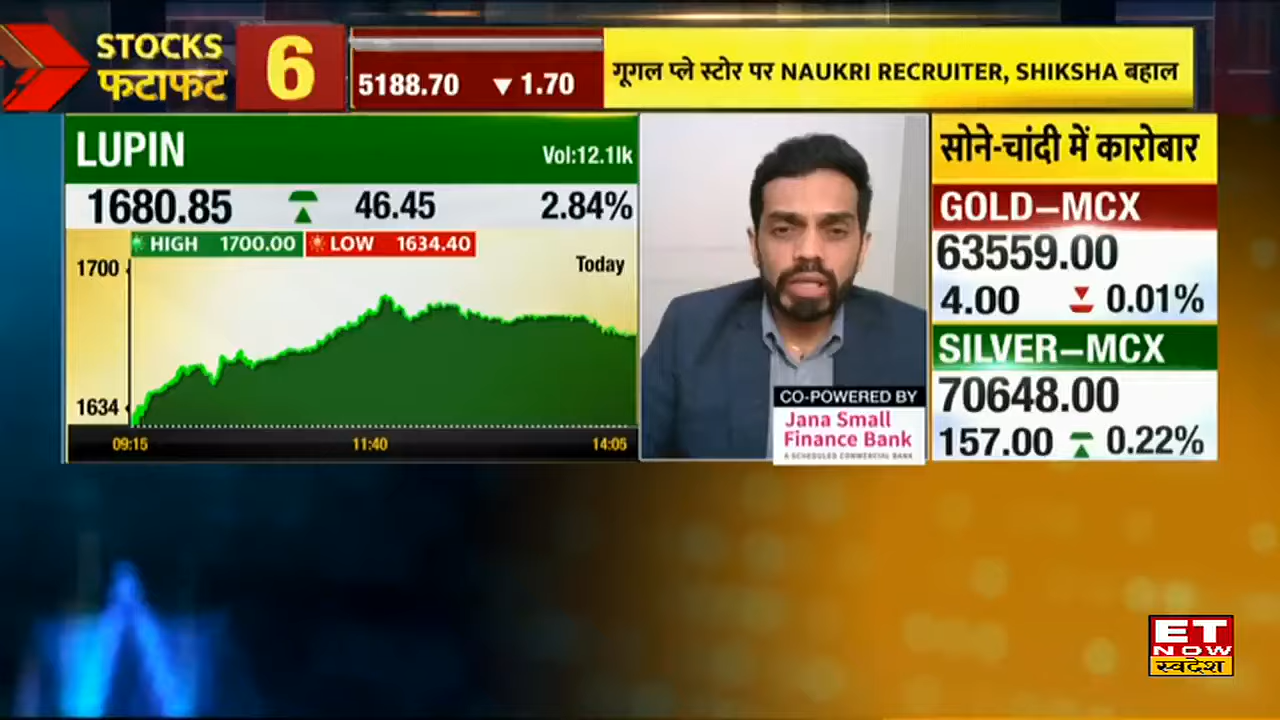 STOCKS
फटाफट
6
5188.70 ▼1.70
गूगल प्ले स्टोर पर NAUKRI RECRUITER, SHIKSHA बहाल
LUPIN
Vol:12.1lk
1680.85 46.45 2.84%
HIGH 1700.00 LOW 1634.40
1700
Today
1634
09:15 11:40 14:05
CO-POWERED BY
Jana Small
Finance Bank
A SCHEDULED COMMERCIAL BANK
सोने-चांदी में कारोबार
GOLD–MCX
63559.00
4.00 0.01%
SILVER–MCX
70648.00
157.00 0.22%
ET
NOW
स्वदेश